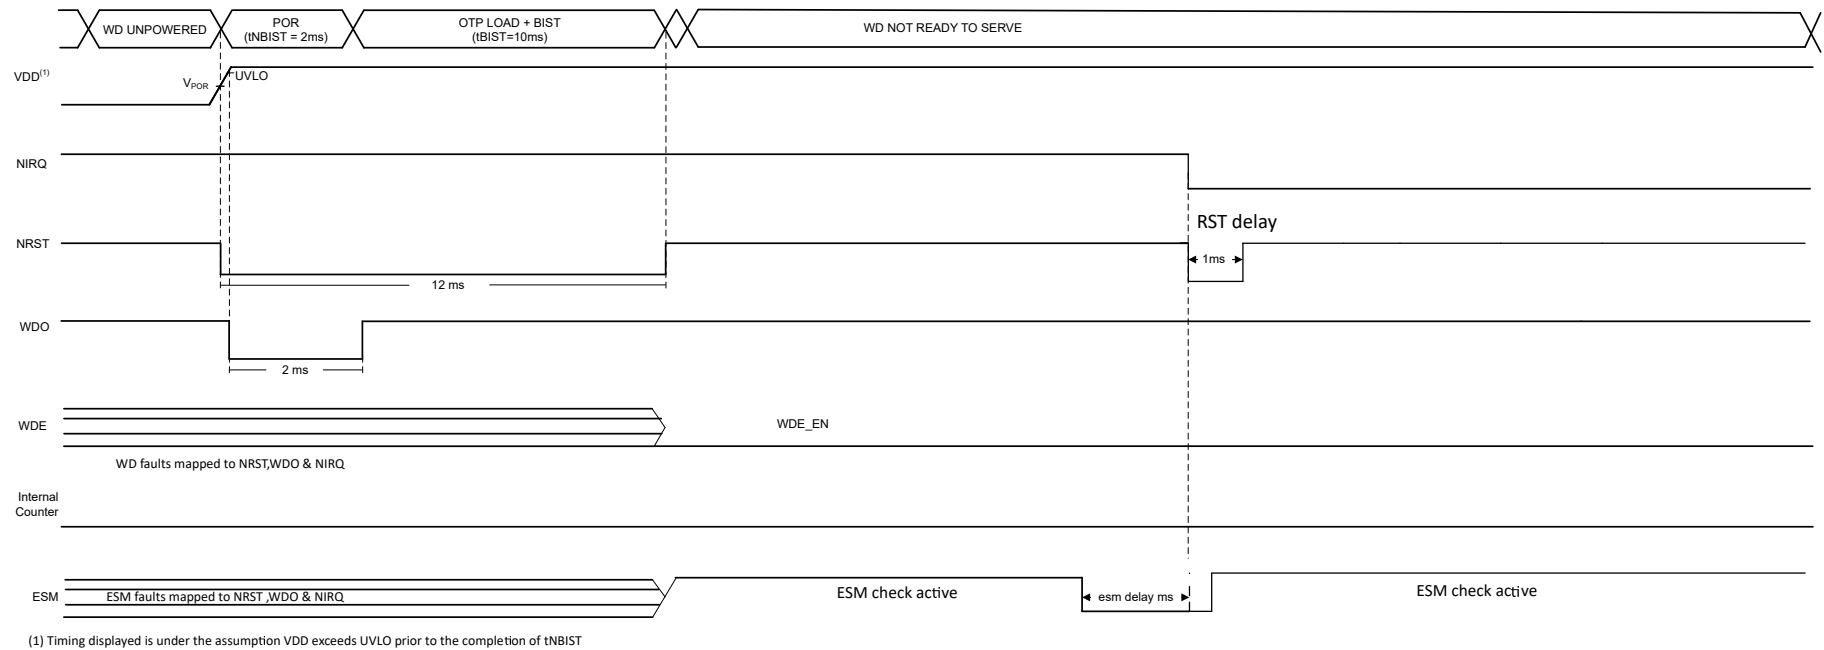 WD UNPOWERED
POR
(tNBIST = 2ms)
OTP LOAD + BIST
(tBIST=10ms)
WD NOT READY TO SERVE
VDD(1)
VPOR
UVLO
NIRQ
RST delay
NRST
1ms
12 ms
WDO
2 ms
WDE
WDE_EN
WD faults mapped to NRST,WDO & NIRQ
Internal
Counter
ESM
ESM faults mapped to NRST ,WDO & NIRQ
ESM check active
esm delay ms
ESM check active
(1) Timing displayed is under the assumption VDD exceeds UVLO prior to the completion of tNBIST